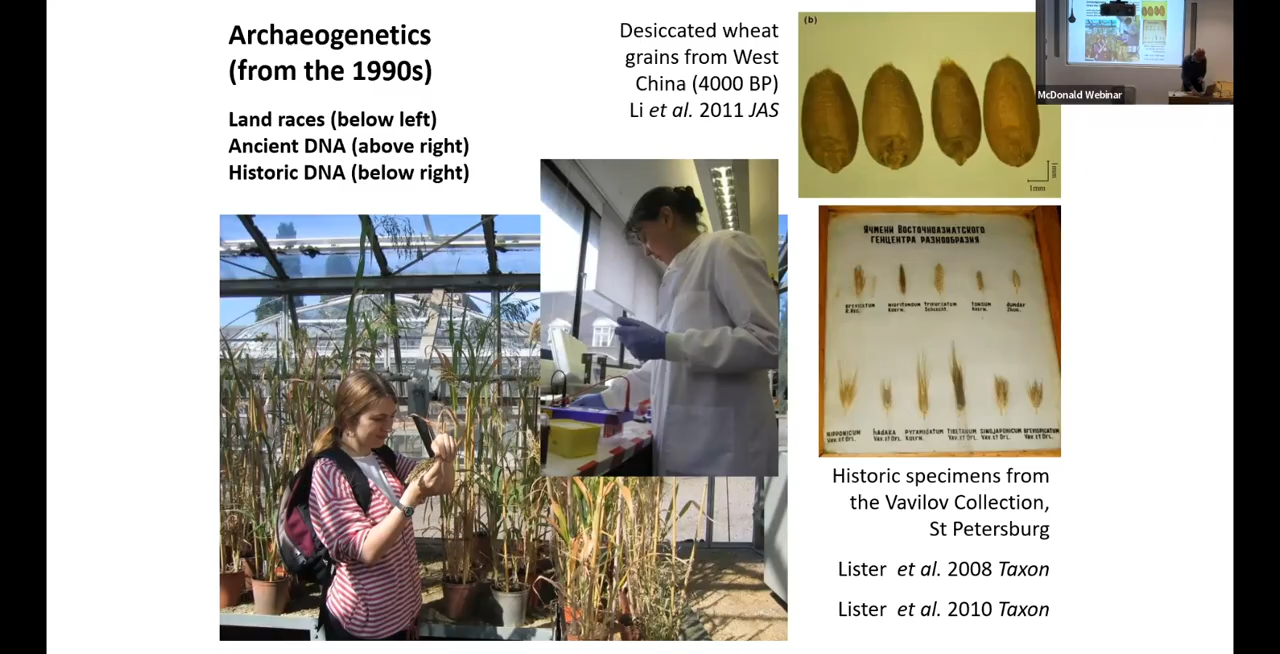 Archaeogenetics
(from the 1990s)
Land races (below left)
Ancient DNA (above right)
Historic DNA (below right)
Desiccated wheat
grains from West
China (4000 BP)
Li et al. 2011 JAS
(b)
1mm
1mm
McDonald Webinar
ЯЧМЕНИ ВОСТОЧНОАЗИАТСКОГО
ГЕНЦЕНТРА РАЗНООБРАЗИЯ
Historic specimens from
the Vavilov Collection,
St Petersburg
Lister et al. 2008 Taxon
Lister et al. 2010 Taxon